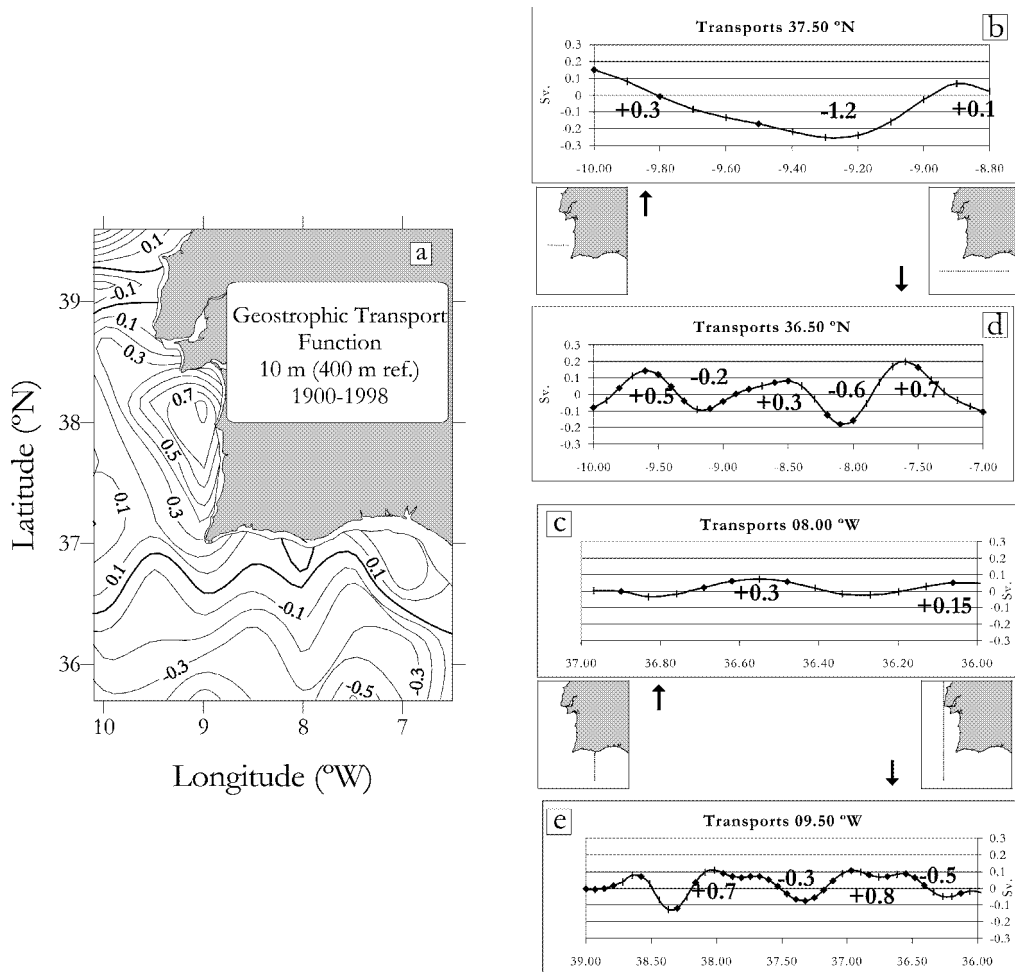 a
Geostrophic Transport
Function
10 m (400 m ref.)
1900-1998
0.1
-0.1
0.1
0.3
0.7
0.5
0.3
0.1
0.1
0.1
-0.1
-0.3
-0.5
-0.3
39
38
37
36
Latitude (ºN)
10 9 8 7
Longitude (ºW)
Transports 37.50 ºN
b
0.3
0.2
0.1
0
-0.1
-0.2
-0.3
Sv.
+0.3 -1.2 +0.1
-10.00 -9.80 -9.60 -9.40 -9.20 -9.00 -8.80
Transports 36.50 ºN
d
0.3
0.2
0.1
0
-0.1
-0.2
-0.3
Sv.
+0.5 -0.2 +0.3 -0.6 +0.7
-10.00 -9.50 -9.00 -8.50 -8.00 -7.50 -7.00
c
Transports 08.00 ºW
0.3
0.2
0.1
0
-0.1
-0.2
-0.3
Sv.
+0.3 +0.15
37.00 36.80 36.60 36.40 36.20 36.00
e
Transports 09.50 ºW
0.3
0.2
0.1
0
-0.1
-0.2
-0.3
Sv.
+0.7 -0.3 +0.8 -0.5
39.00 38.50 38.00 37.50 37.00 36.50 36.00